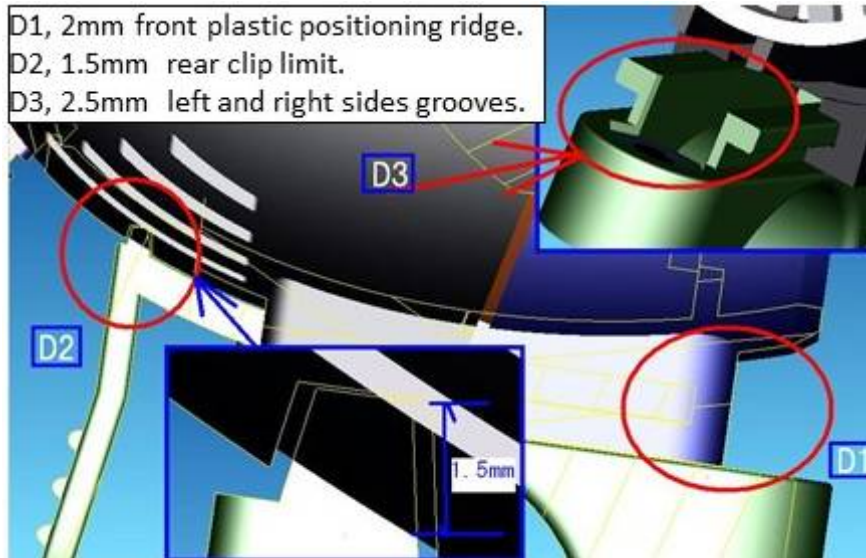 D1, 2mm front plastic positioning ridge.
D2, 1.5mm rear clip limit.
D3, 2.5mm left and right sides grooves.
D3
D2
1.5mm
D1